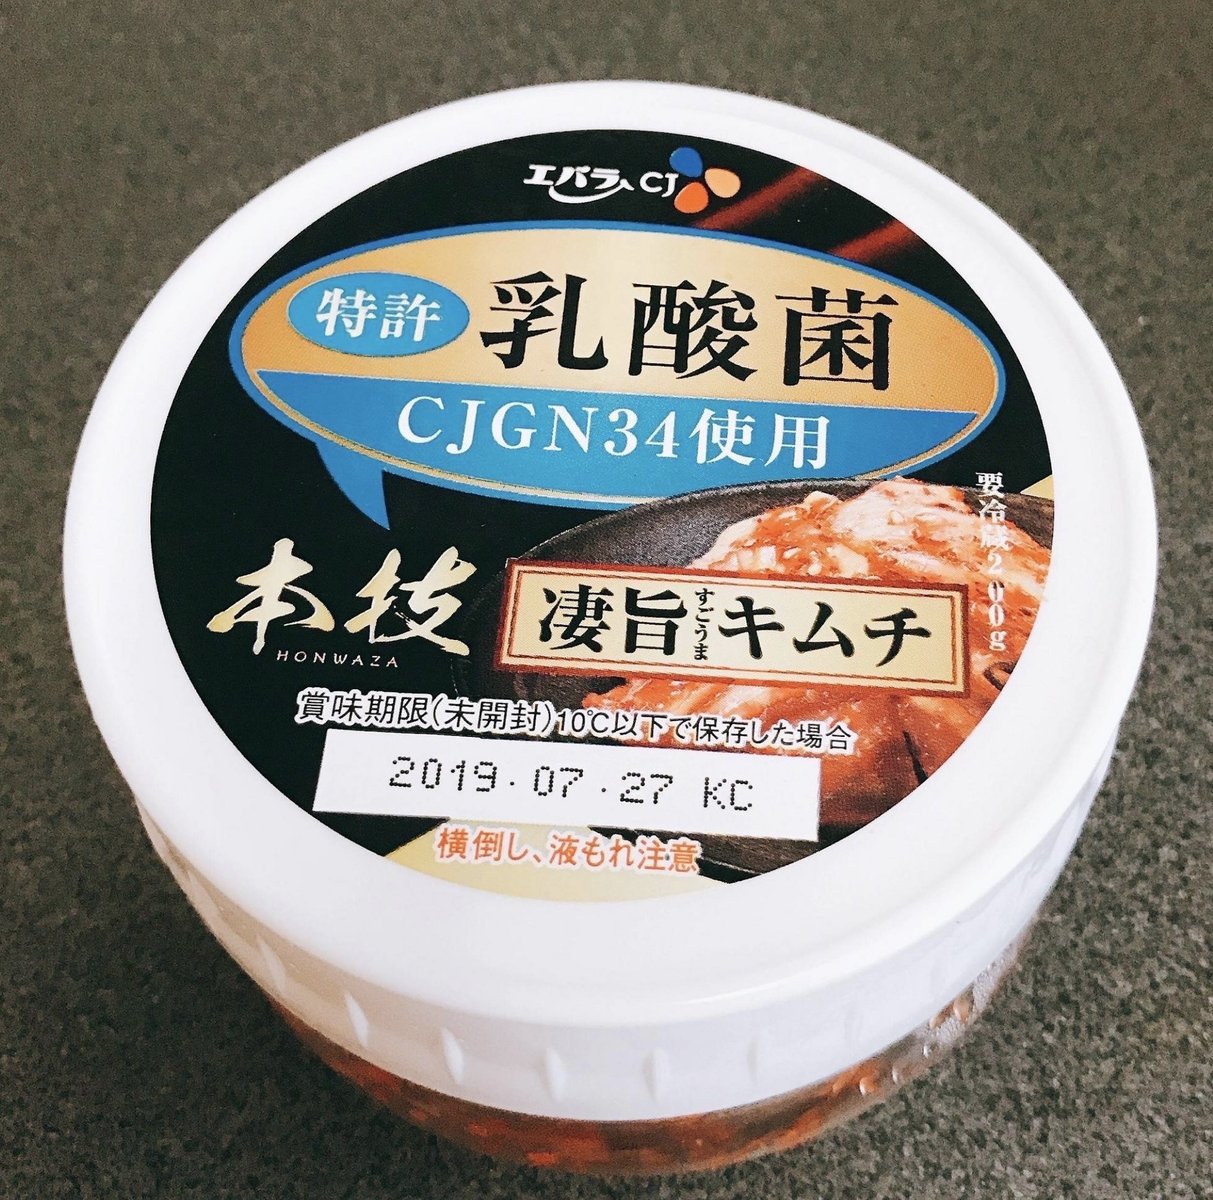 エバラ CJ
特許 乳酸菌
CJGN34使用
要冷蔵200g
本技
HONWAZA
凄旨キムチ
すごうま
賞味期限(未開封)10℃以下で保存した場合
2019.07.27 KC
横倒し、液もれ注意